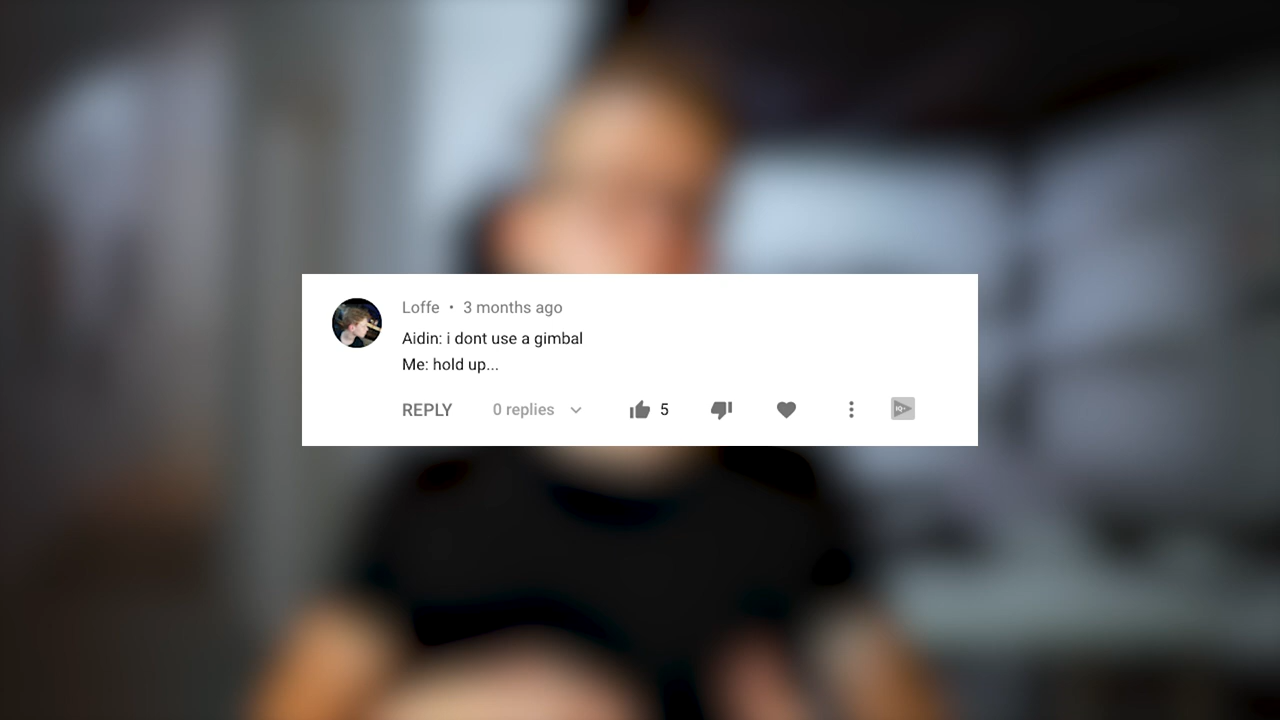 Loffe • 3 months ago
Aidin: i dont use a gimbal
Me: hold up...
REPLY 0 replies 5